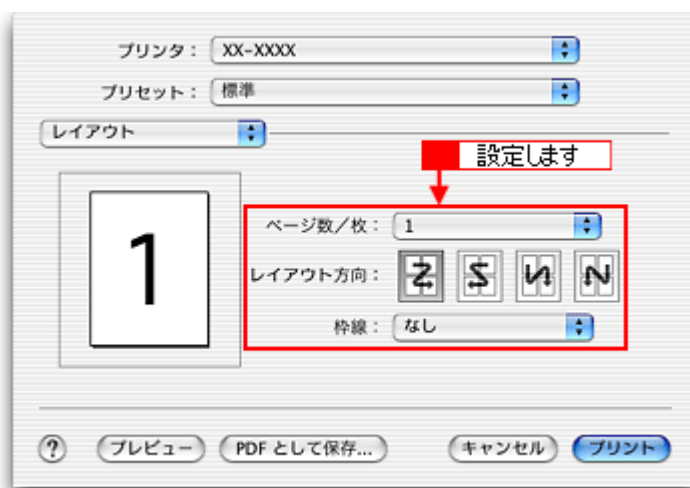 プリンタ： XX-XXXX
プリセット： 標準
レイアウト
設定します
1
ページ数／枚： 1
レイアウト方向：
枠線： なし
? プレビュー PDF として保存... キャンセル プリント